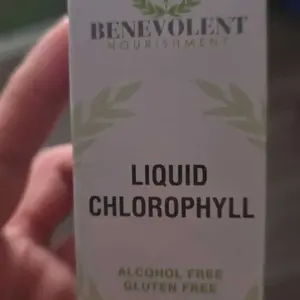 BENEVOLENT
NOURISHMENT
LIQUID
CHLOROPHYLL
ALCOHOL FREE
GLUTEN FREE